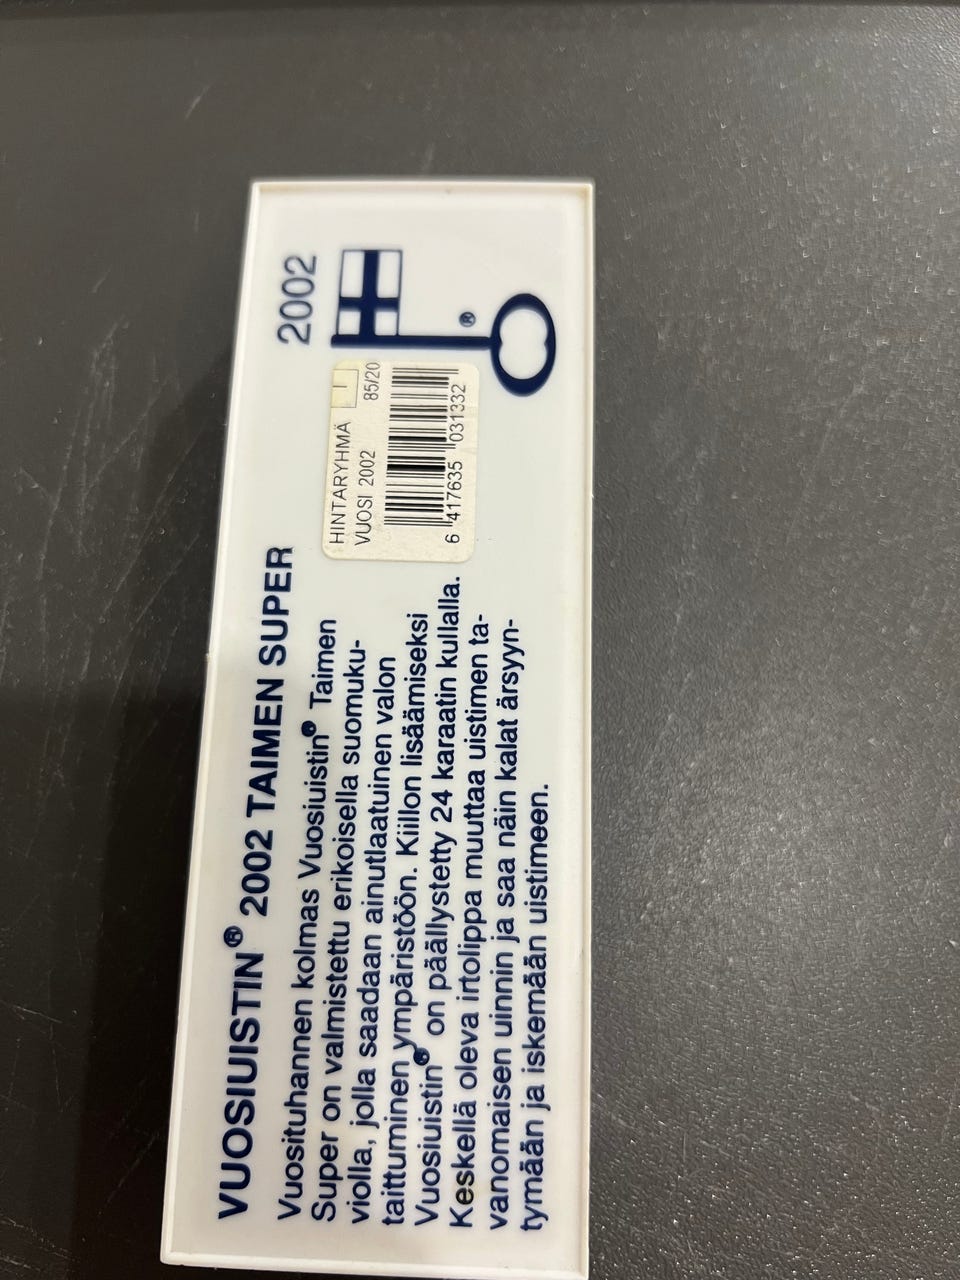 VUOSIUISTIN® 2002 TAIMEN SUPER
Vuosituhannen kolmas Vuosiuistin® Taimen
Super on valmistettu erikoisella suomuku-
violla, jolla saadaan ainutlaatuinen valon
taittuminen ympäristöön. Kiillon lisäämiseksi
Vuosiuistin® on päällystetty 24 karaatin kullalla.
Keskellä oleva irtolippa muuttaa uistimen ta-
vanomaisen uinnin ja saa näin kalat ärsyyn-
tymään ja iskemään uistimeen.
HINTARYHMÄ
VUOSI 2002 85/20
6 417635 031332
2002
®